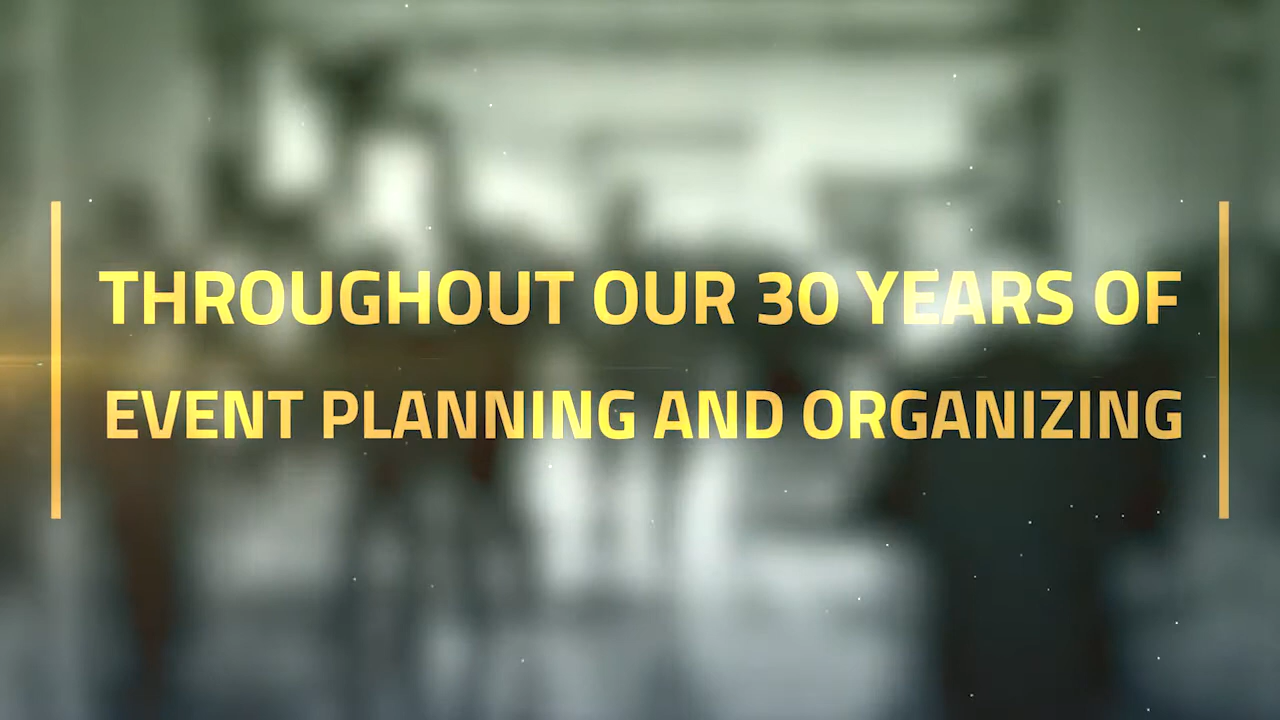 THROUGHOUT OUR 30 YEARS OF
EVENT PLANNING AND ORGANIZING